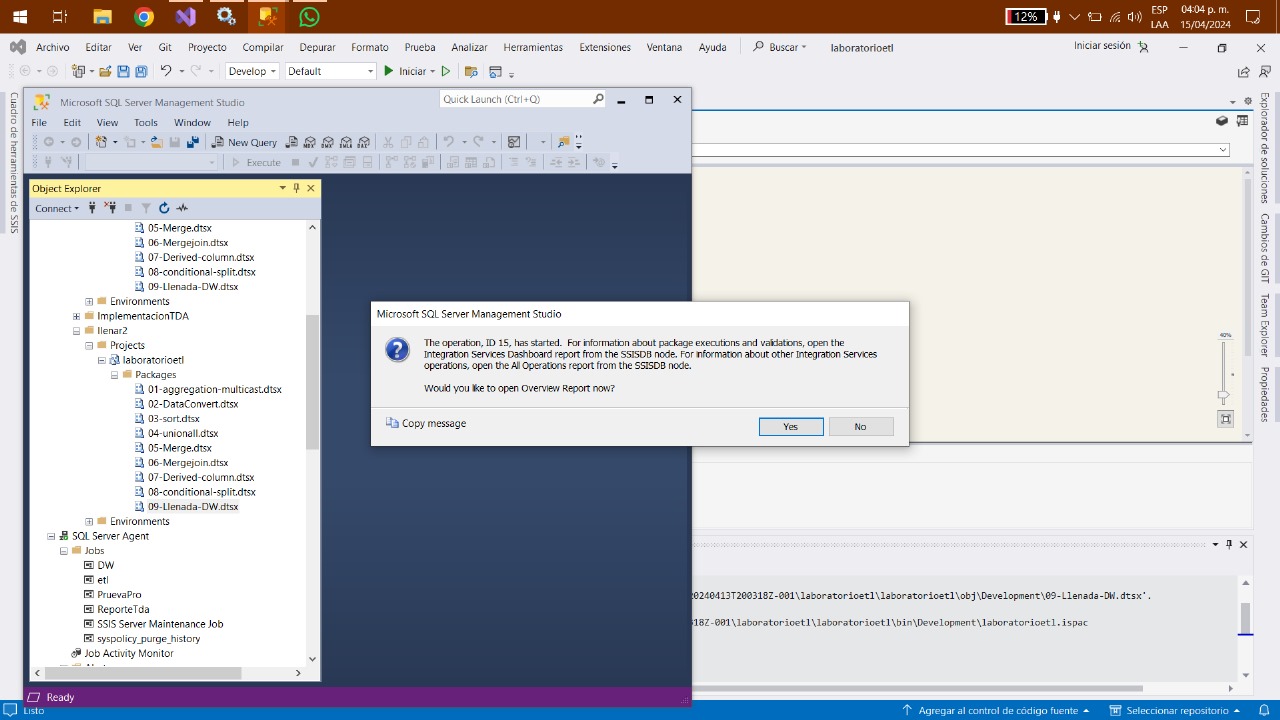 12%
ESP
LAA
04:04 p. m.
15/04/2024
Archivo Editar Ver Git Proyecto Compilar Depurar Formato Prueba Analizar Herramientas Extensiones Ventana Ayuda Buscar laboratorioetl Iniciar sesión
Develop Default Iniciar
Cuadro de herramientas de SSIS
Microsoft SQL Server Management Studio
Quick Launch (Ctrl+Q)
File Edit View Tools Window Help
New Query
Execute
Object Explorer
Connect
05-Merge.dtsx
06-Mergejoin.dtsx
07-Derived-column.dtsx
08-conditional-split.dtsx
09-Llenada-DW.dtsx
Environments
ImplementacionTDA
llenar2
Projects
laboratorioetl
Packages
01-aggregation-multicast.dtsx
02-DataConvert.dtsx
03-sort.dtsx
04-unionall.dtsx
05-Merge.dtsx
06-Mergejoin.dtsx
07-Derived-column.dtsx
08-conditional-split.dtsx
09-Llenada-DW.dtsx
Environments
SQL Server Agent
Jobs
DW
etl
PruevaPro
ReporteTda
SSIS Server Maintenance Job
syspolicy_purge_history
Job Activity Monitor
Ready
Microsoft SQL Server Management Studio
The operation, ID 15, has started. For information about package executions and validations, open the
Integration Services Dashboard report from the SSISDB node. For information about other Integration Services
operations, open the All Operations report from the SSISDB node.
Would you like to open Overview Report now?
Copy message
Yes
No
40%
Explorador de soluciones
Cambios de GIT
Team Explorer
Propiedades
20240413T200318Z-001\laboratorioetl\laboratorioetl\obj\Development\09-Llenada-DW.dtsx'.
18Z-001\laboratorioetl\laboratorioetl\bin\Development\laboratorioetl.ispac
Listo
Agregar al control de código fuente
Seleccionar repositorio